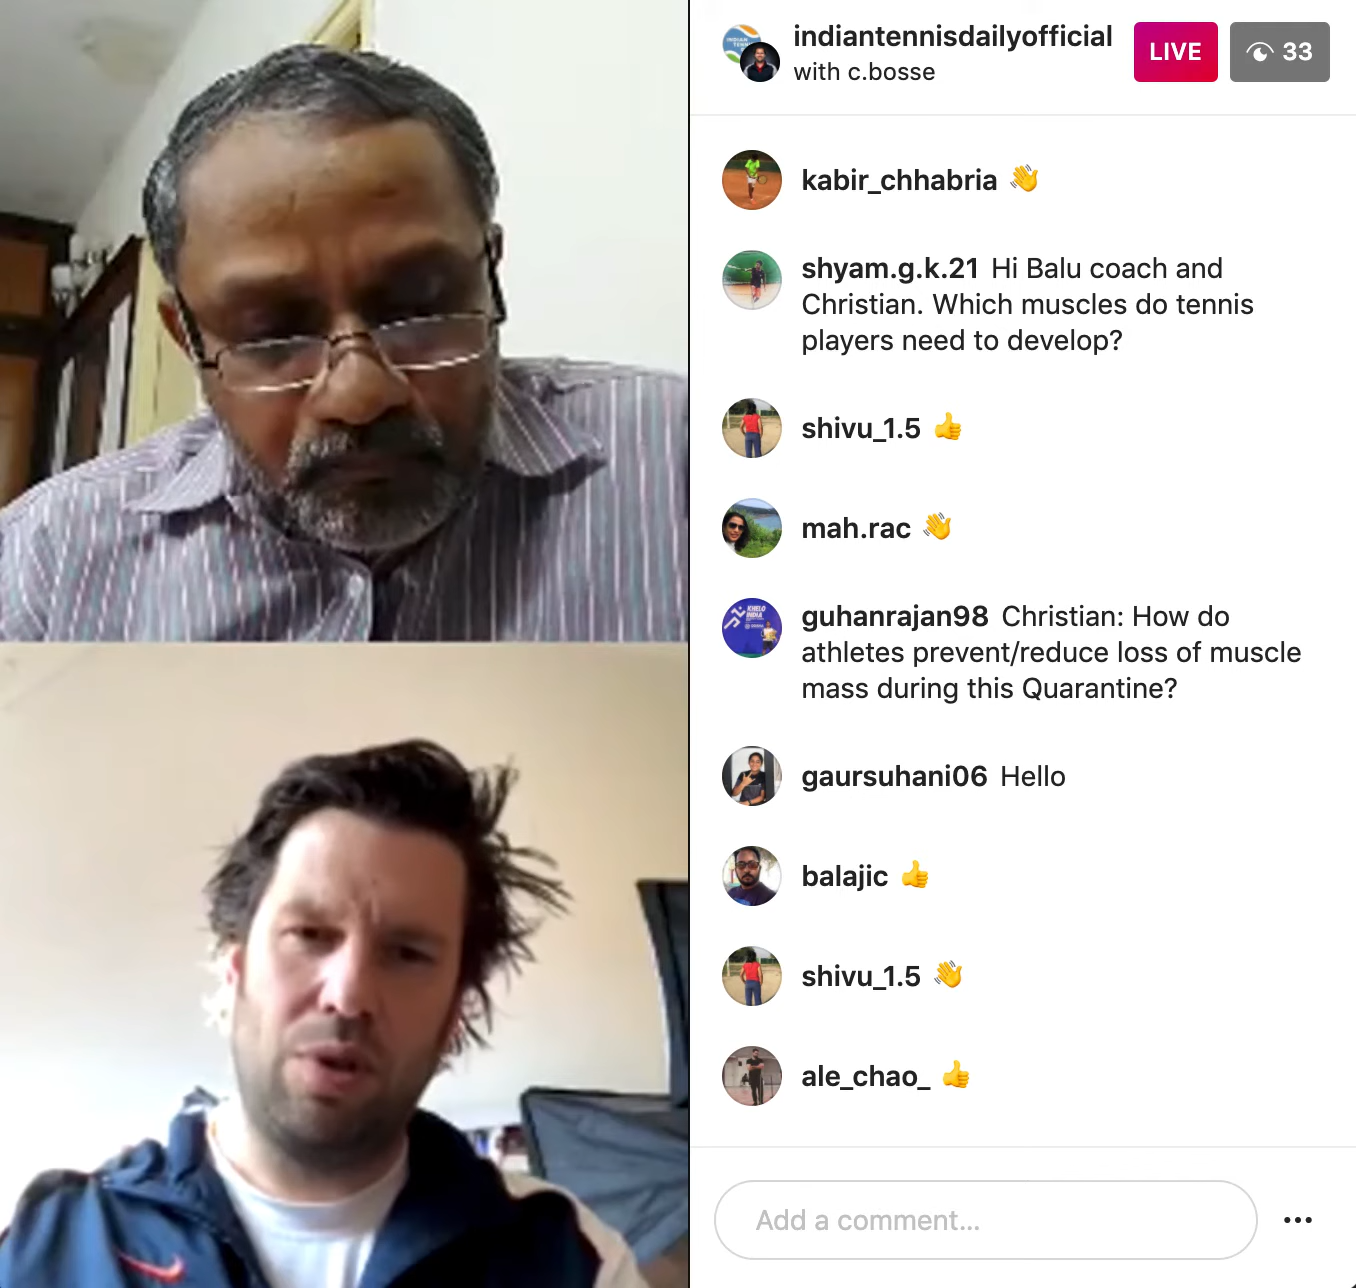 indiantennisdailyofficial
with c.bosse
LIVE
33
kabir_chhabria 👋
shyam.g.k.21 Hi Balu coach and
Christian. Which muscles do tennis
players need to develop?
shivu_1.5 👍
mah.rac 👋
guhanrajan98 Christian: How do
athletes prevent/reduce loss of muscle
mass during this Quarantine?
KHELO
INDIA
gaursuhani06 Hello
balajic 👍
shivu_1.5 👋
ale_chao_ 👍
Add a comment...